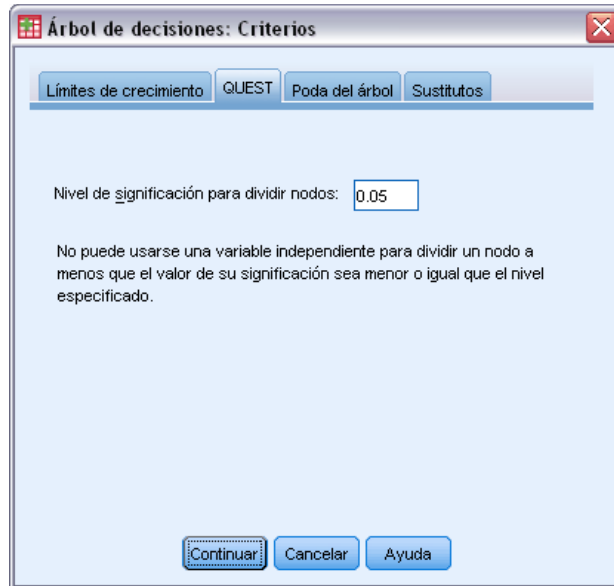 Árbol de decisiones: Criterios
Límites de crecimiento QUEST Poda del árbol Sustitutos
Nivel de significación para dividir nodos: 0.05
No puede usarse una variable independiente para dividir un nodo a
menos que el valor de su significación sea menor o igual que el nivel
especificado.
Continuar Cancelar Ayuda